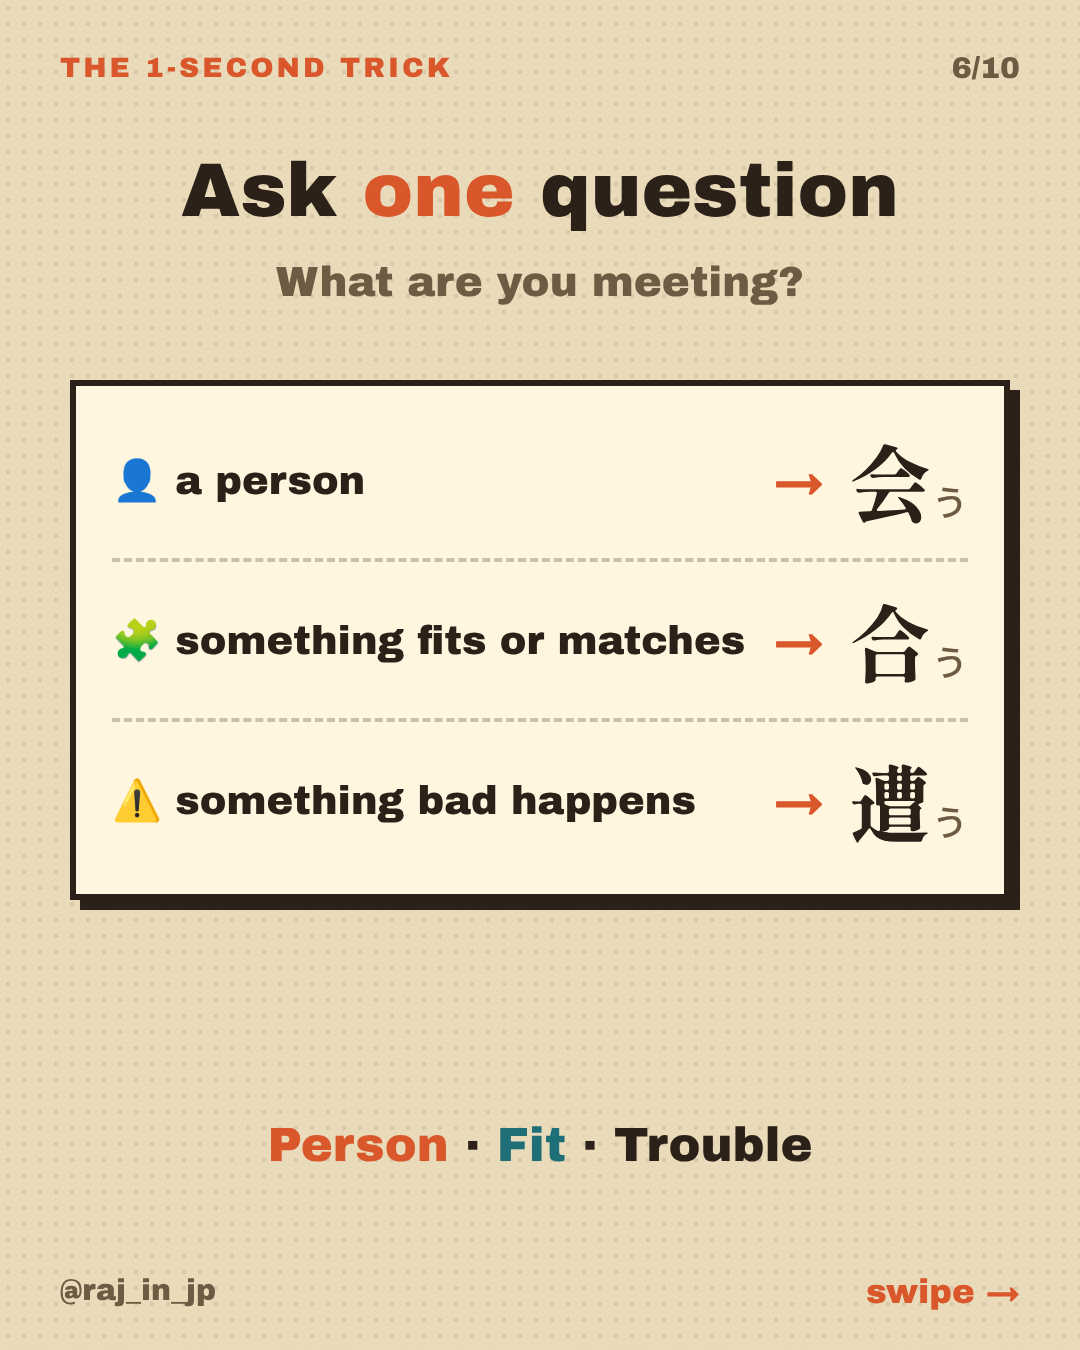 THE 1-SECOND TRICK
6/10
Ask one question
What are you meeting?
a person → 会う
something fits or matches → 合う
something bad happens → 遭う
Person · Fit · Trouble
@raj_in_jp
swipe →